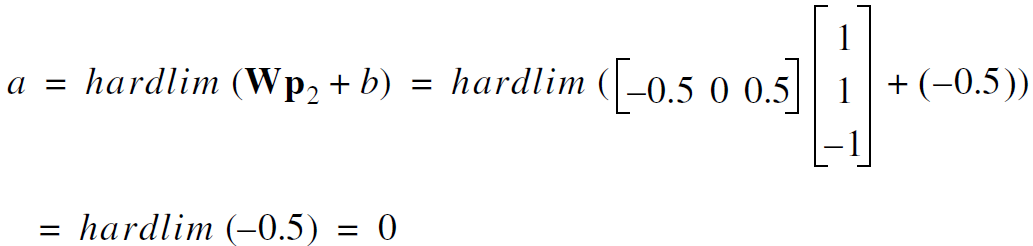 a = hardlim (Wp₂ + b) = hardlim ([–0.5 0 0.5] [1 1 –1] + (–0.5))
= hardlim (–0.5) = 0